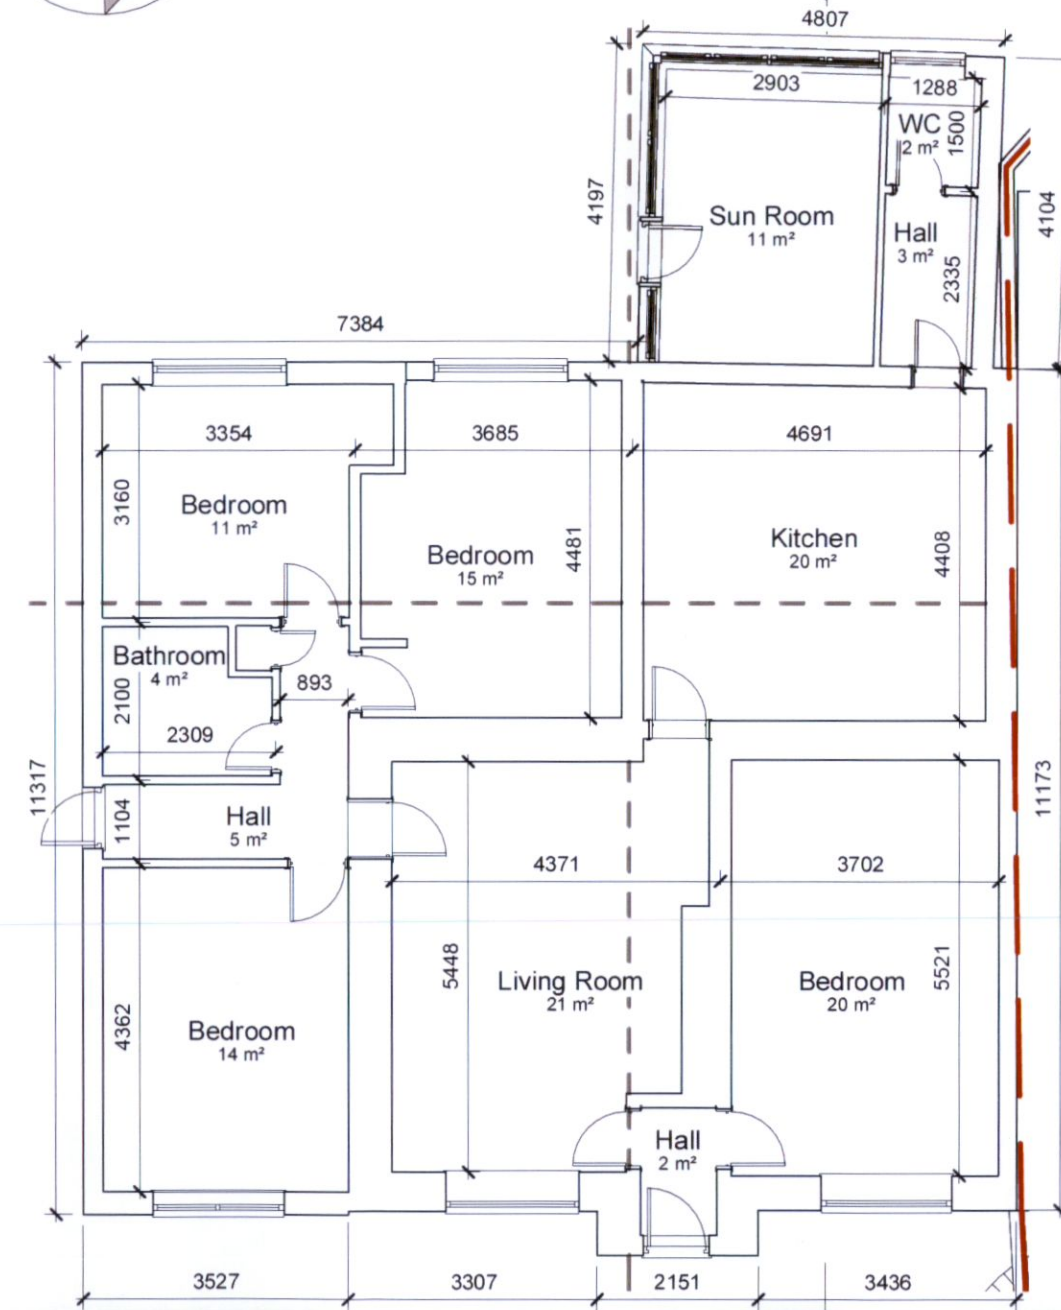 4807
2903
1288
WC
2 m²
1500
4197
Sun Room
11 m²
Hall
3 m²
2335
4104
7384
3354
3685
4691
3160
Bedroom
11 m²
Bedroom
15 m²
4481
Kitchen
20 m²
4408
Bathroom
4 m²
2100
893
2309
11317
1104
Hall
5 m²
11173
4371
3702
5448
Living Room
21 m²
Bedroom
20 m²
5521
4362
Bedroom
14 m²
Hall
2 m²
3527
3307
2151
3436